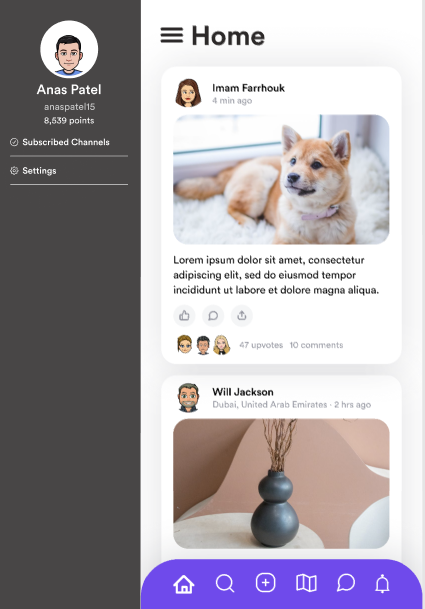 Anas Patel
anaspatel15
8,539 points
Subscribed Channels
Settings
Home
Imam Farrhouk
4 min ago
Lorem ipsum dolor sit amet, consectetur
adipiscing elit, sed do eiusmod tempor
incididunt ut labore et dolore magna aliqua.
47 upvotes 10 comments
Will Jackson
Dubai, United Arab Emirates · 2 hrs ago